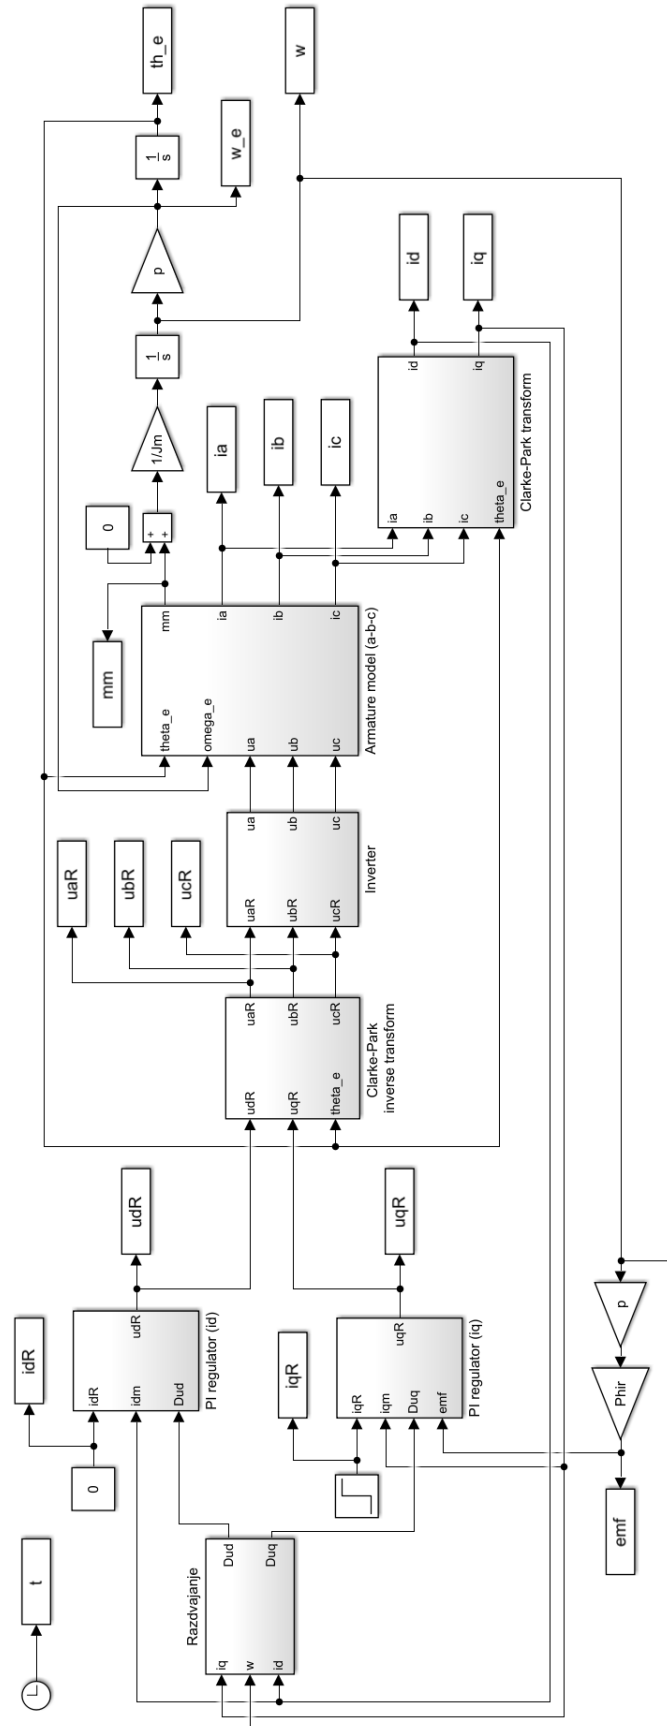 t
0
idR
idR
idm
Dud
udR
PI regulator (id)
udR
Razdvajanje
iq
w
id
Dud
Duq
iqR
iqR
iqm
Duq
emf
uqR
PI regulator (iq)
uqR
emf
Phir
p
udR
uqR
theta_e
uaR
ubR
ucR
Clarke-Park
inverse transform
uaR
ubR
ucR
uaR
ubR
ucR
ua
ub
uc
Inverter
theta_e
omega_e
ua
ub
uc
mm
ia
ib
ic
Armature model (a-b-c)
mm
0
+
+
1/Jm
1
s
p
1
s
th_e
w_e
w
ia
ib
ic
ia
ib
ic
theta_e
id
iq
Clarke-Park transform
id
iq